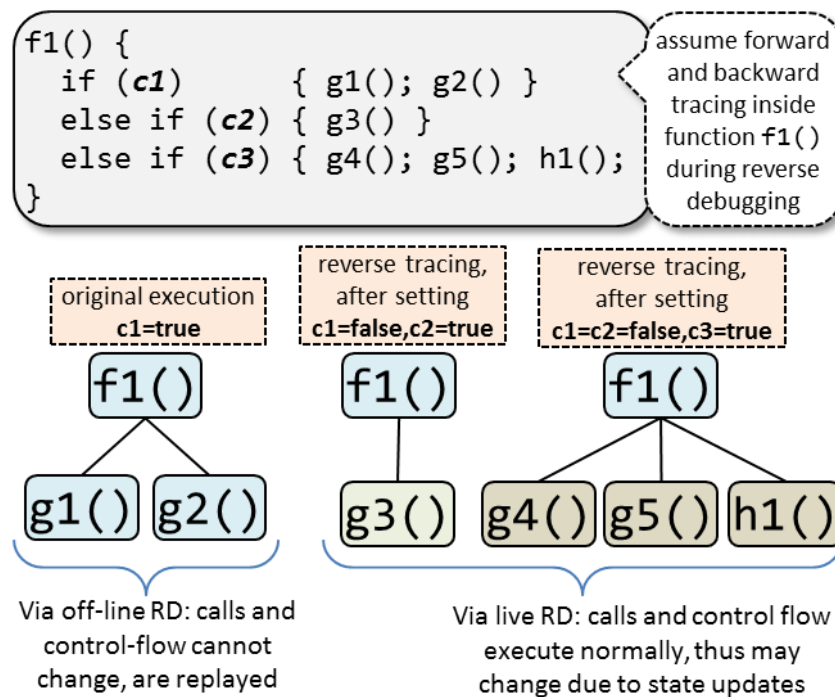 f1() {
if (c1) { g1(); g2() }
else if (c2) { g3() }
else if (c3) { g4(); g5(); h1();
}
assume forward
and backward
tracing inside
function f1()
during reverse
debugging
original execution
c1=true
reverse tracing,
after setting
c1=false,c2=true
reverse tracing,
after setting
c1=c2=false,c3=true
f1()
f1()
f1()
g1()
g2()
g3()
g4()
g5()
h1()
Via off-line RD: calls and
control-flow cannot
change, are replayed
Via live RD: calls and control flow
execute normally, thus may
change due to state updates